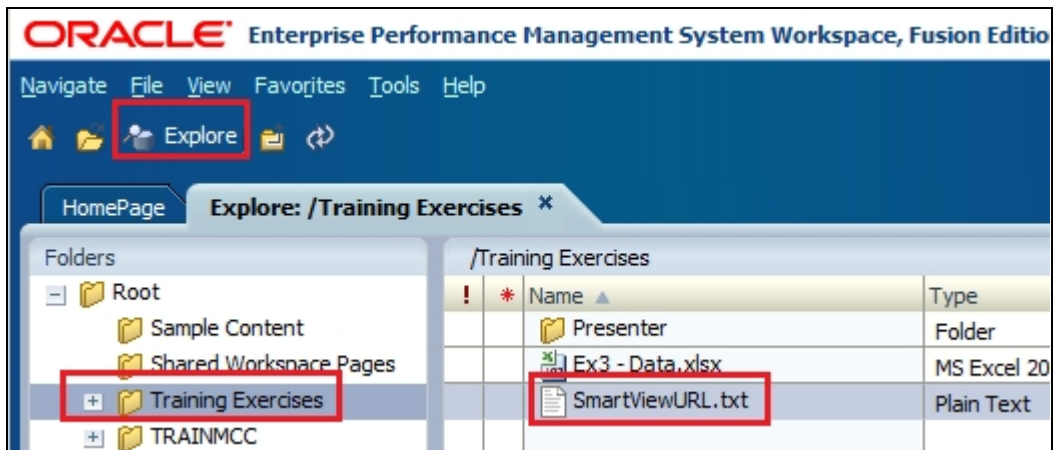 ORACLE Enterprise Performance Management System Workspace, Fusion Editio
Navigate File View Favorites Tools Help
Explore
HomePage Explore: /Training Exercises
Folders /Training Exercises
Root ! * Name Type
Sample Content Presenter Folder
Shared Workspace Pages Ex3 - Data.xlsx MS Excel 20
Training Exercises SmartViewURL.txt Plain Text
TRAINMCC